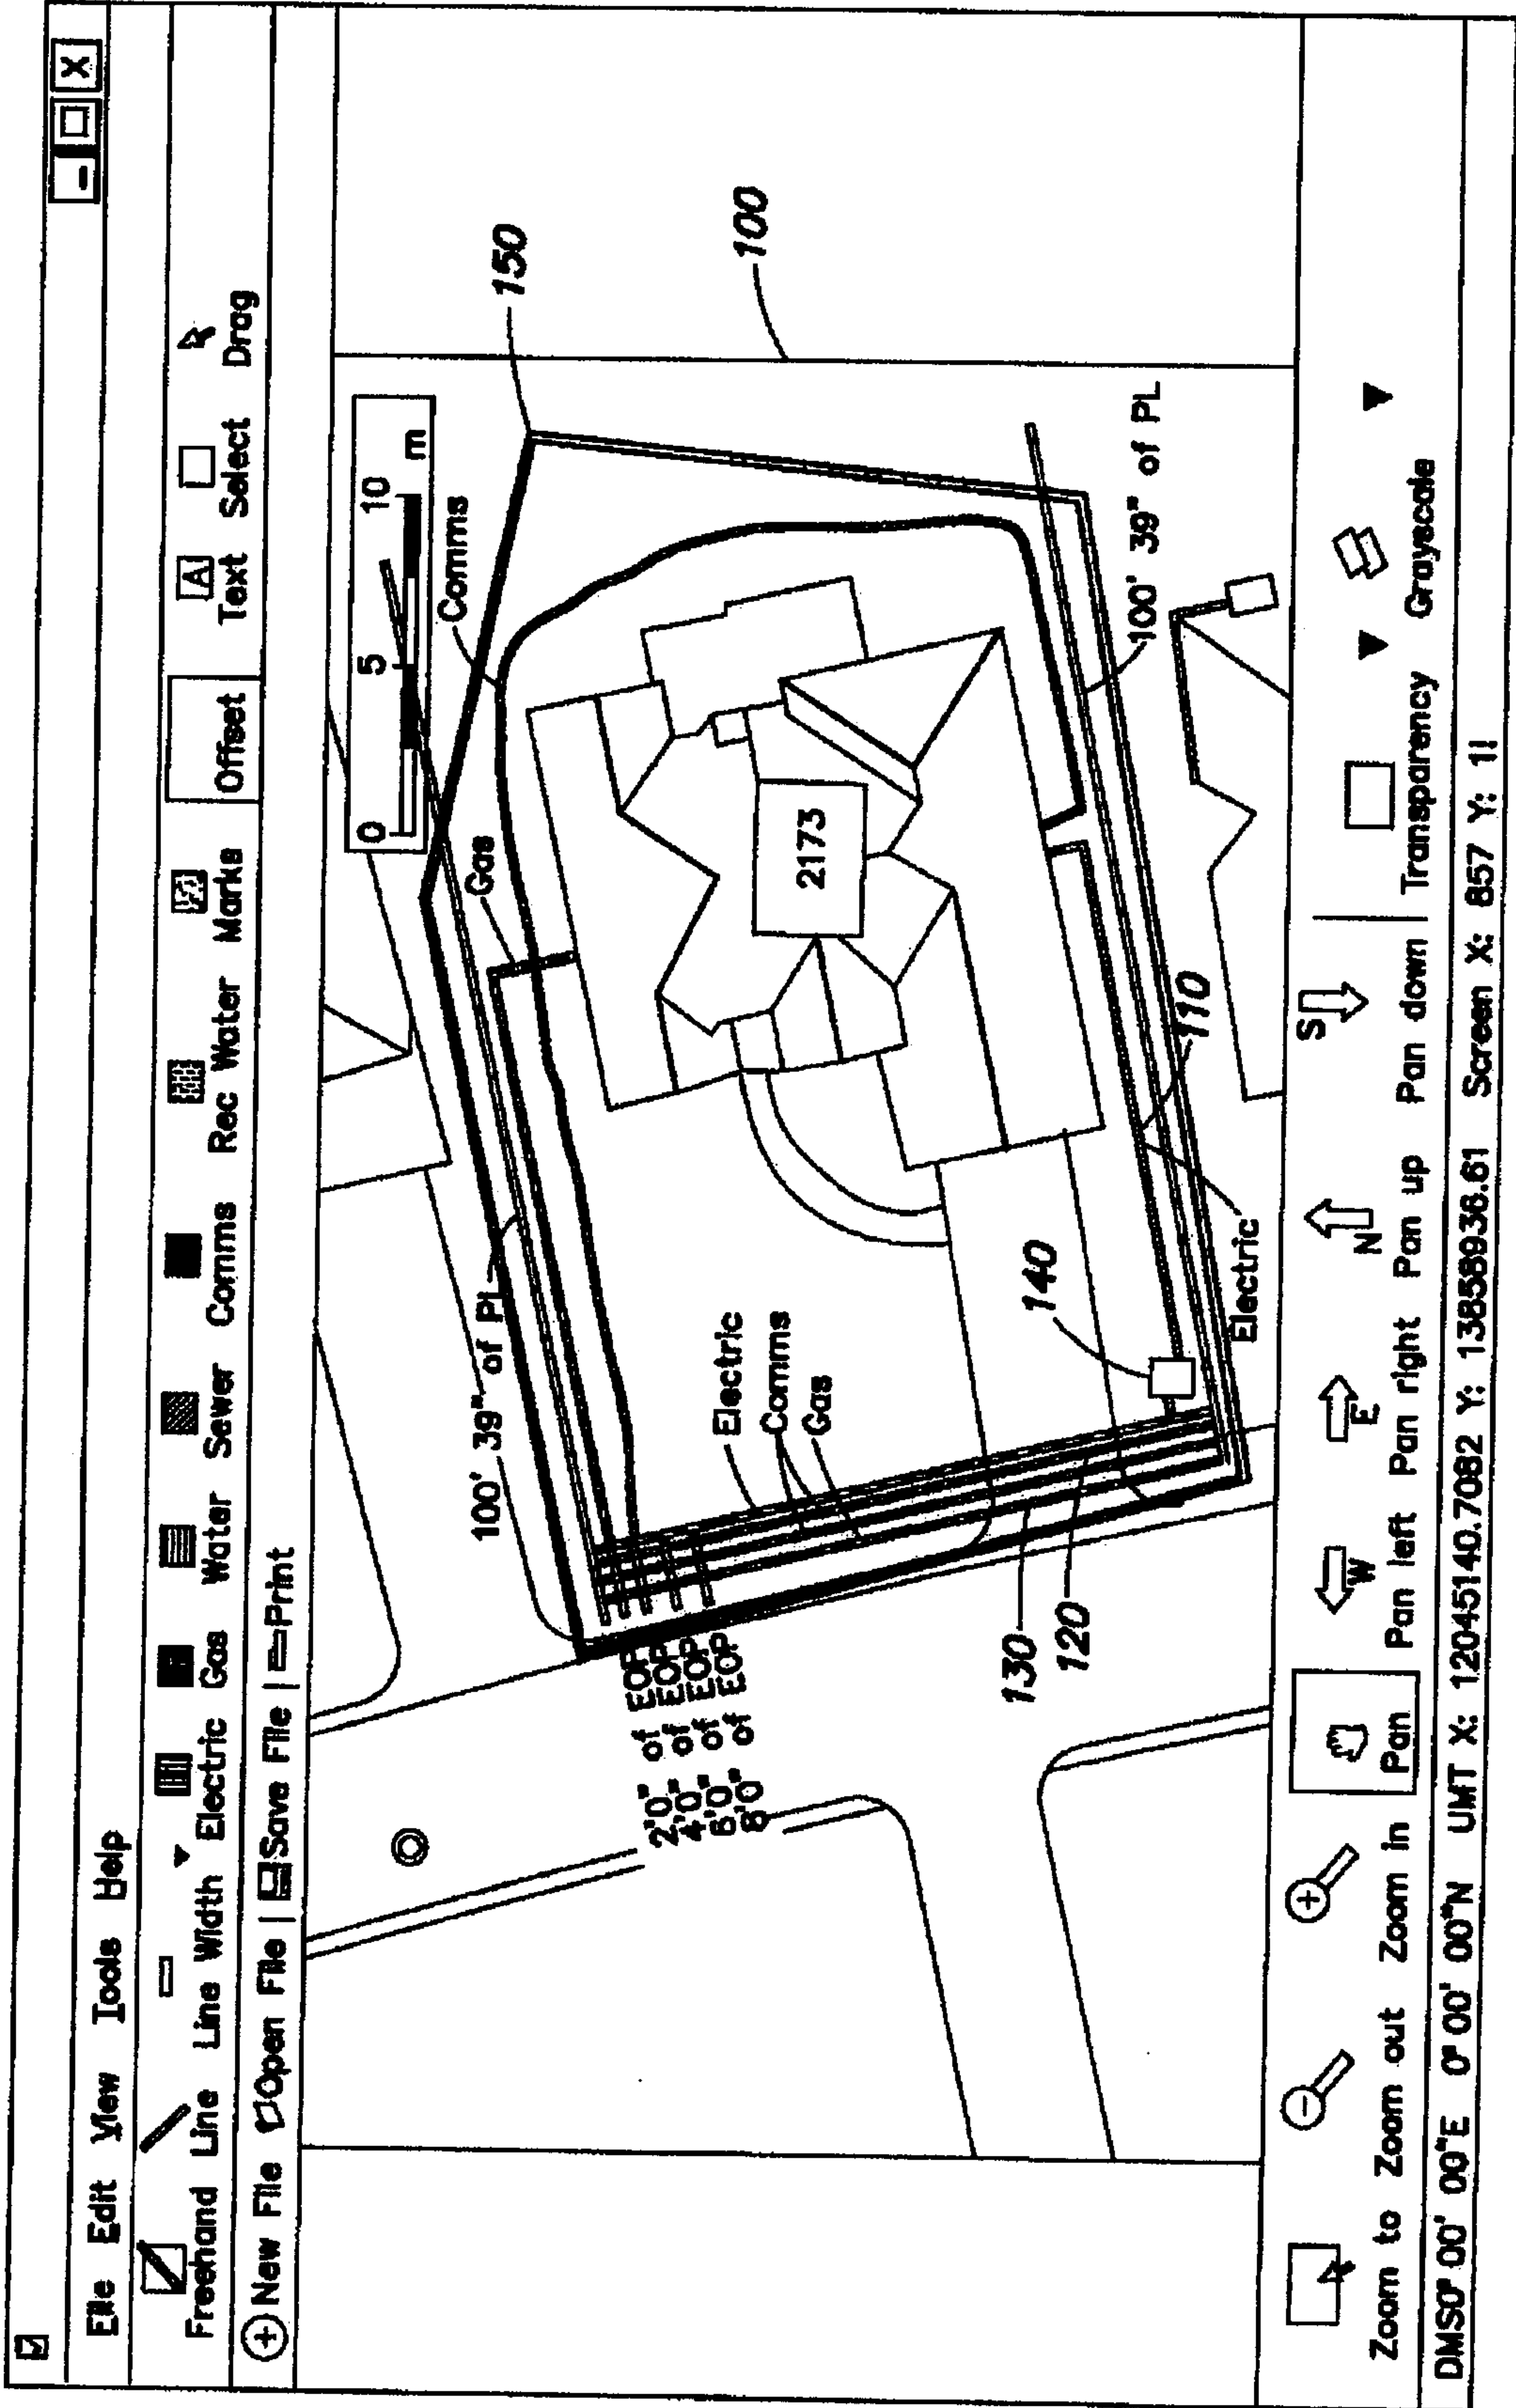 File Edit View Tools Help
Freehand Line Line Width Electric Gas Water Sewer Comms Rec Water Marks Offset Text Select Drag
A
New File Open File | Save File | Print
0 5 10
m
150
100
Comms
Gas
100' 39" of PL
2173
Electric
Comms
Gas
2'0" of EOP
4'0" of EOP
6'0" of EOP
8'0" of EOP
140
110
130
120
Electric
100' 39" of PL
W E N S
Zoom to Zoom out Zoom in Pan Pan left Pan right Pan up Pan down | Transparency Grayscale
DMS0° 00' 00"E 0° 00' 00"N UMT X: 12045140.7082 Y: 13858936.61 Screen X: 857 Y: 11